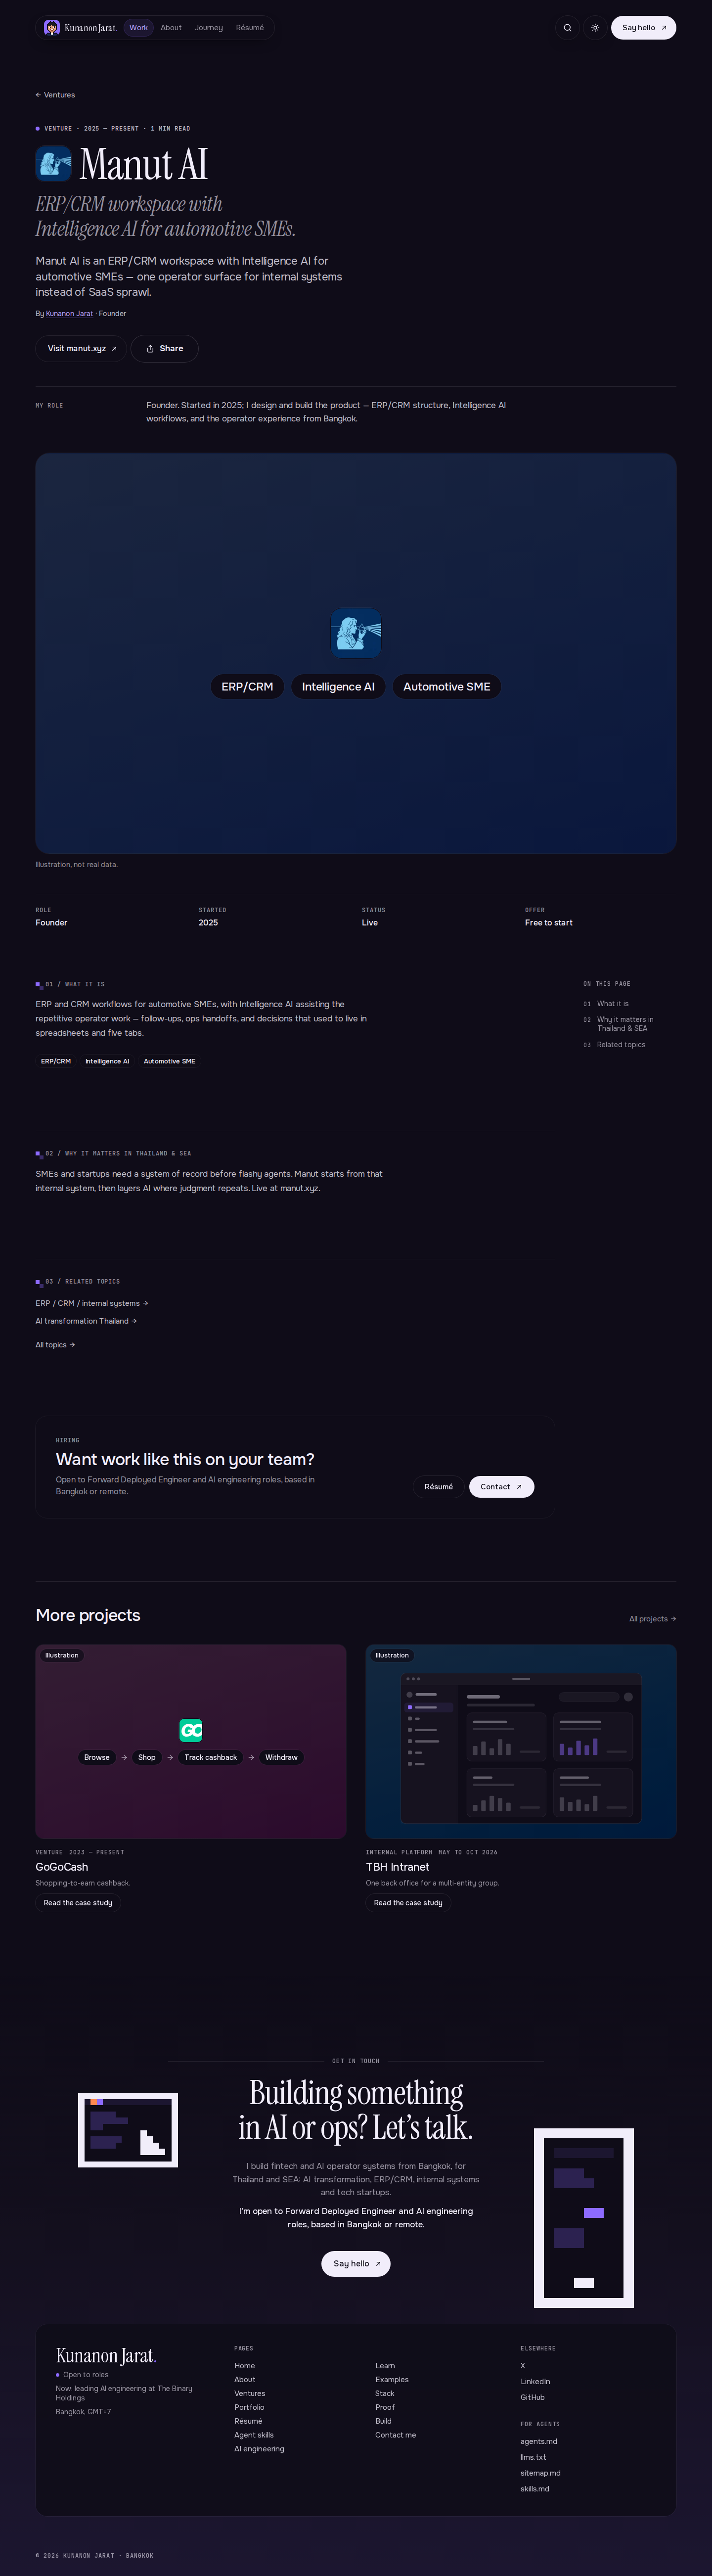 Kunanon Jarat.
Work
About
Journey
Résumé
Say hello
← Ventures
VENTURE · 2025 — PRESENT · 1 MIN READ
Manut AI
ERP/CRM workspace with
Intelligence AI for automotive SMEs.
Manut AI is an ERP/CRM workspace with Intelligence AI for
automotive SMEs — one operator surface for internal systems
instead of SaaS sprawl.
By Kunanon Jarat · Founder
Visit manut.xyz
Share
MY ROLE
Founder. Started in 2025; I design and build the product — ERP/CRM structure, Intelligence AI
workflows, and the operator experience from Bangkok.
ERP/CRM
Intelligence AI
Automotive SME
Illustration, not real data.
ROLE
Founder
STARTED
2025
STATUS
Live
OFFER
Free to start
01 / WHAT IT IS
ERP and CRM workflows for automotive SMEs, with Intelligence AI assisting the
repetitive operator work — follow-ups, ops handoffs, and decisions that used to live in
spreadsheets and five tabs.
ERP/CRM
Intelligence AI
Automotive SME
ON THIS PAGE
01 What it is
02 Why it matters in
Thailand & SEA
03 Related topics
02 / WHY IT MATTERS IN THAILAND & SEA
SMEs and startups need a system of record before flashy agents. Manut starts from that
internal system, then layers AI where judgment repeats. Live at manut.xyz.
03 / RELATED TOPICS
ERP / CRM / internal systems →
AI transformation Thailand →
All topics →
HIRING
Want work like this on your team?
Open to Forward Deployed Engineer and AI engineering roles, based in
Bangkok or remote.
Résumé
Contact
More projects
All projects →
Illustration
GO
Browse → Shop → Track cashback → Withdraw
VENTURE 2023 — PRESENT
GoGoCash
Shopping-to-earn cashback.
Read the case study
Illustration
INTERNAL PLATFORM MAY TO OCT 2026
TBH Intranet
One back office for a multi-entity group.
Read the case study
GET IN TOUCH
Building something
in AI or ops? Let's talk.
I build fintech and AI operator systems from Bangkok, for
Thailand and SEA: AI transformation, ERP/CRM, internal systems
and tech startups.
I'm open to Forward Deployed Engineer and AI engineering
roles, based in Bangkok or remote.
Say hello
Kunanon Jarat.
Open to roles
Now: leading AI engineering at The Binary
Holdings
Bangkok, GMT+7
PAGES
Home
About
Ventures
Portfolio
Résumé
Agent skills
AI engineering
Learn
Examples
Stack
Proof
Build
Contact me
ELSEWHERE
X
LinkedIn
GitHub
FOR AGENTS
agents.md
llms.txt
sitemap.md
skills.md
© 2026 KUNANON JARAT · BANGKOK